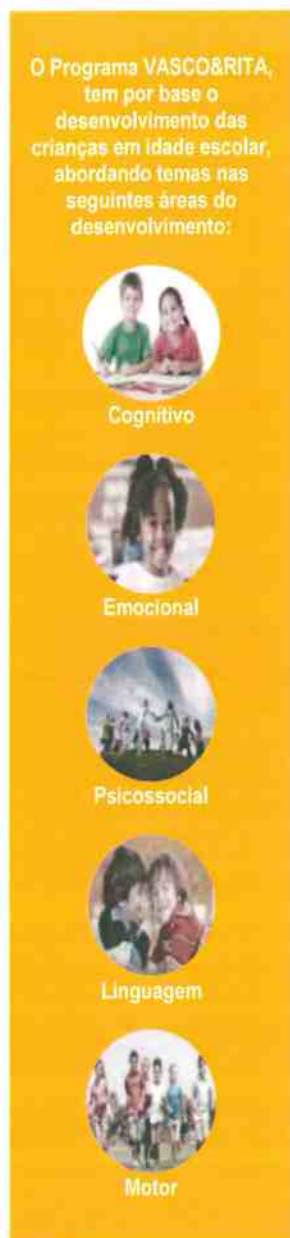 O Programa VASCO&RITA,
tem por base o
desenvolvimento das
crianças em idade escolar,
abordando temas nas
seguintes áreas do
desenvolvimento:
Cognitivo
Emocional
Psicossocial
Linguagem
Motor